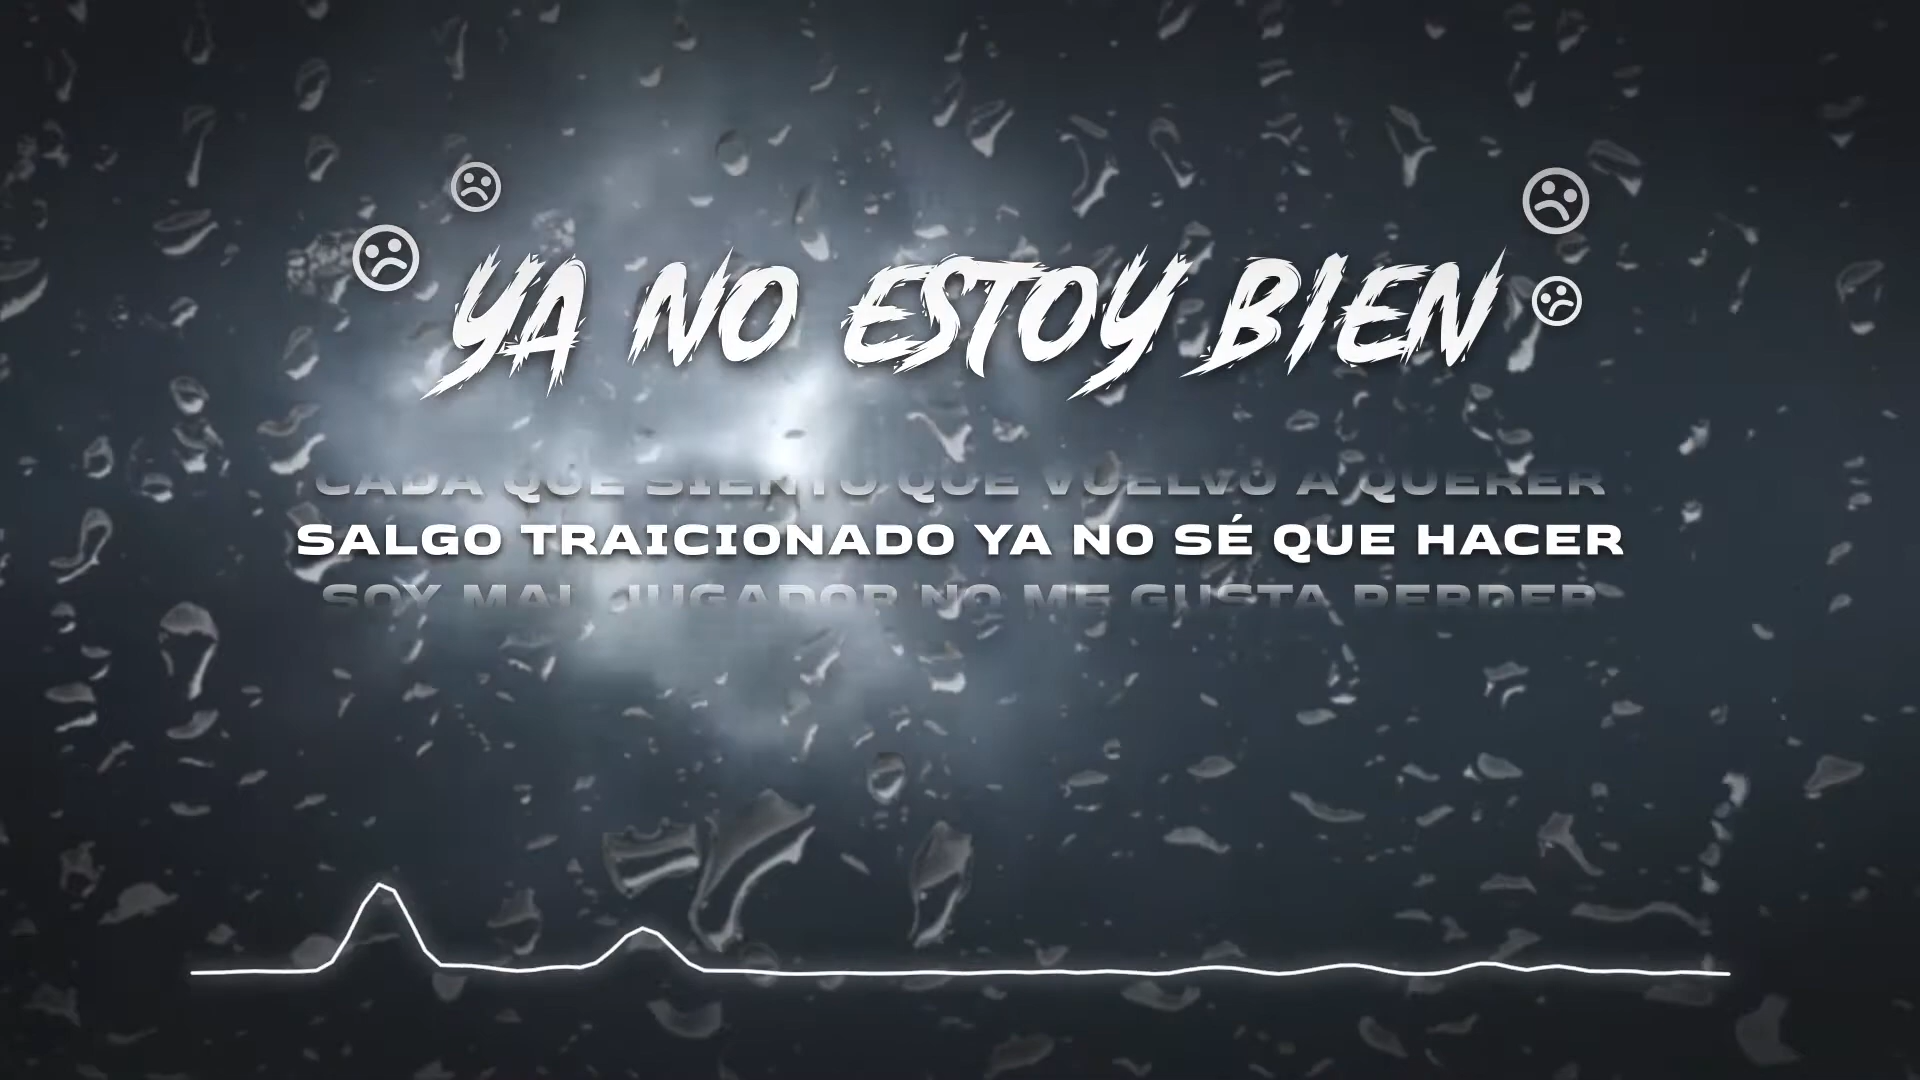 YA NO ESTOY BIEN
CADA QUE SIENTO QUE VUELVO A QUERER
SALGO TRAICIONADO YA NO SÉ QUE HACER
SOY MAL JUGADOR NO ME GUSTA PERDER